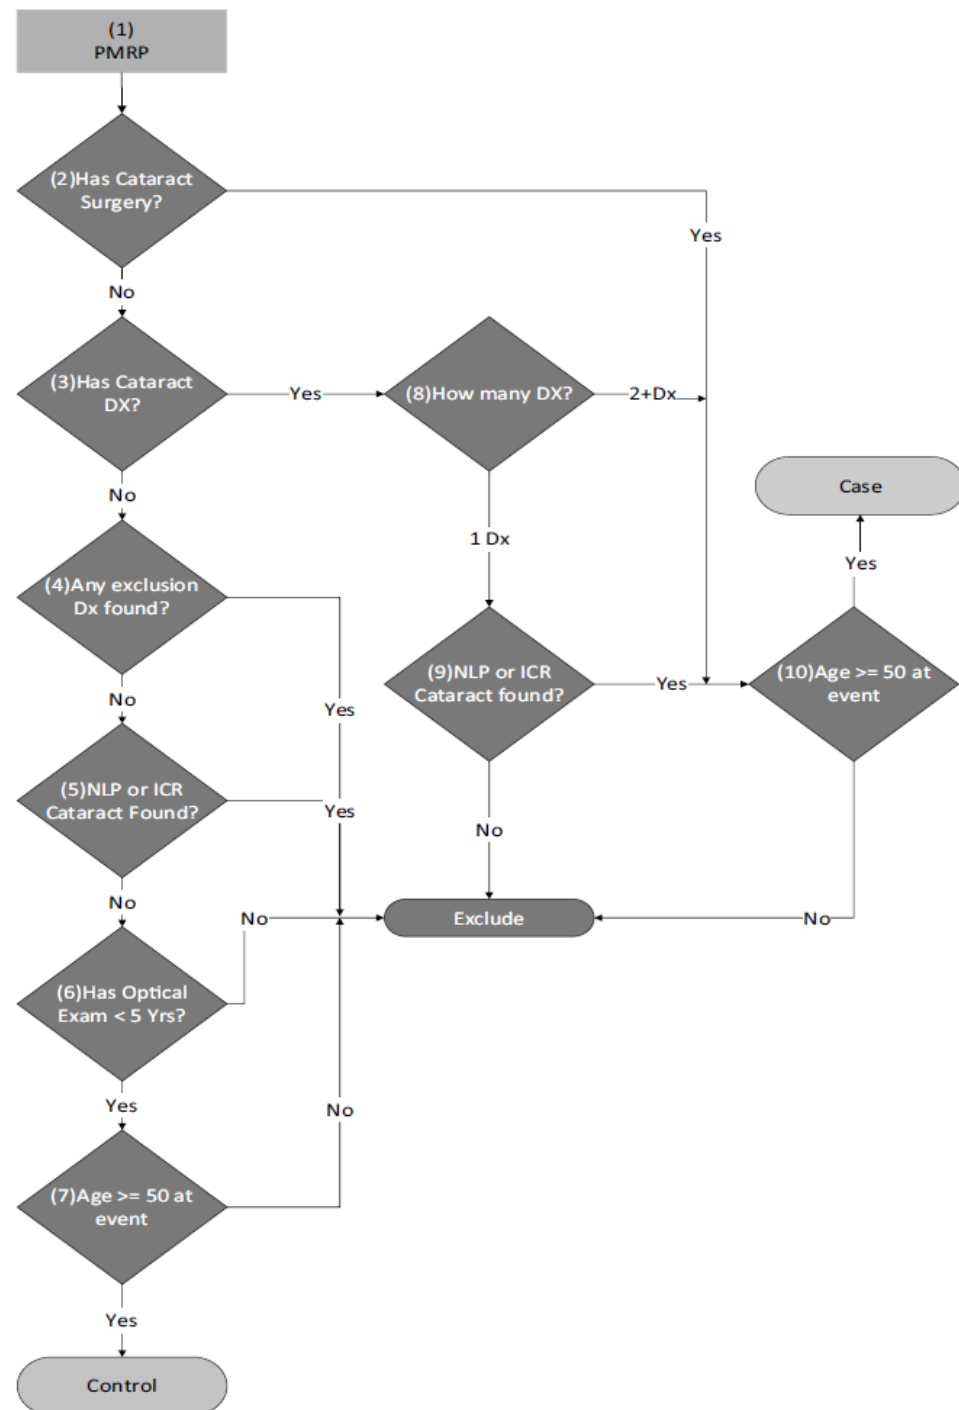 (1)
PMRP
(2)Has Cataract
Surgery?
Yes
No
(3)Has Cataract
DX?
Yes
(8)How many DX?
2+Dx
No
Case
1 Dx
Yes
(4)Any exclusion
Dx found?
(9)NLP or ICR
Cataract found?
Yes
(10)Age >= 50 at
event
No
Yes
(5)NLP or ICR
Cataract Found?
Yes
No
No
No
Exclude
No
(6)Has Optical
Exam < 5 Yrs?
Yes
No
(7)Age >= 50 at
event
Yes
Control